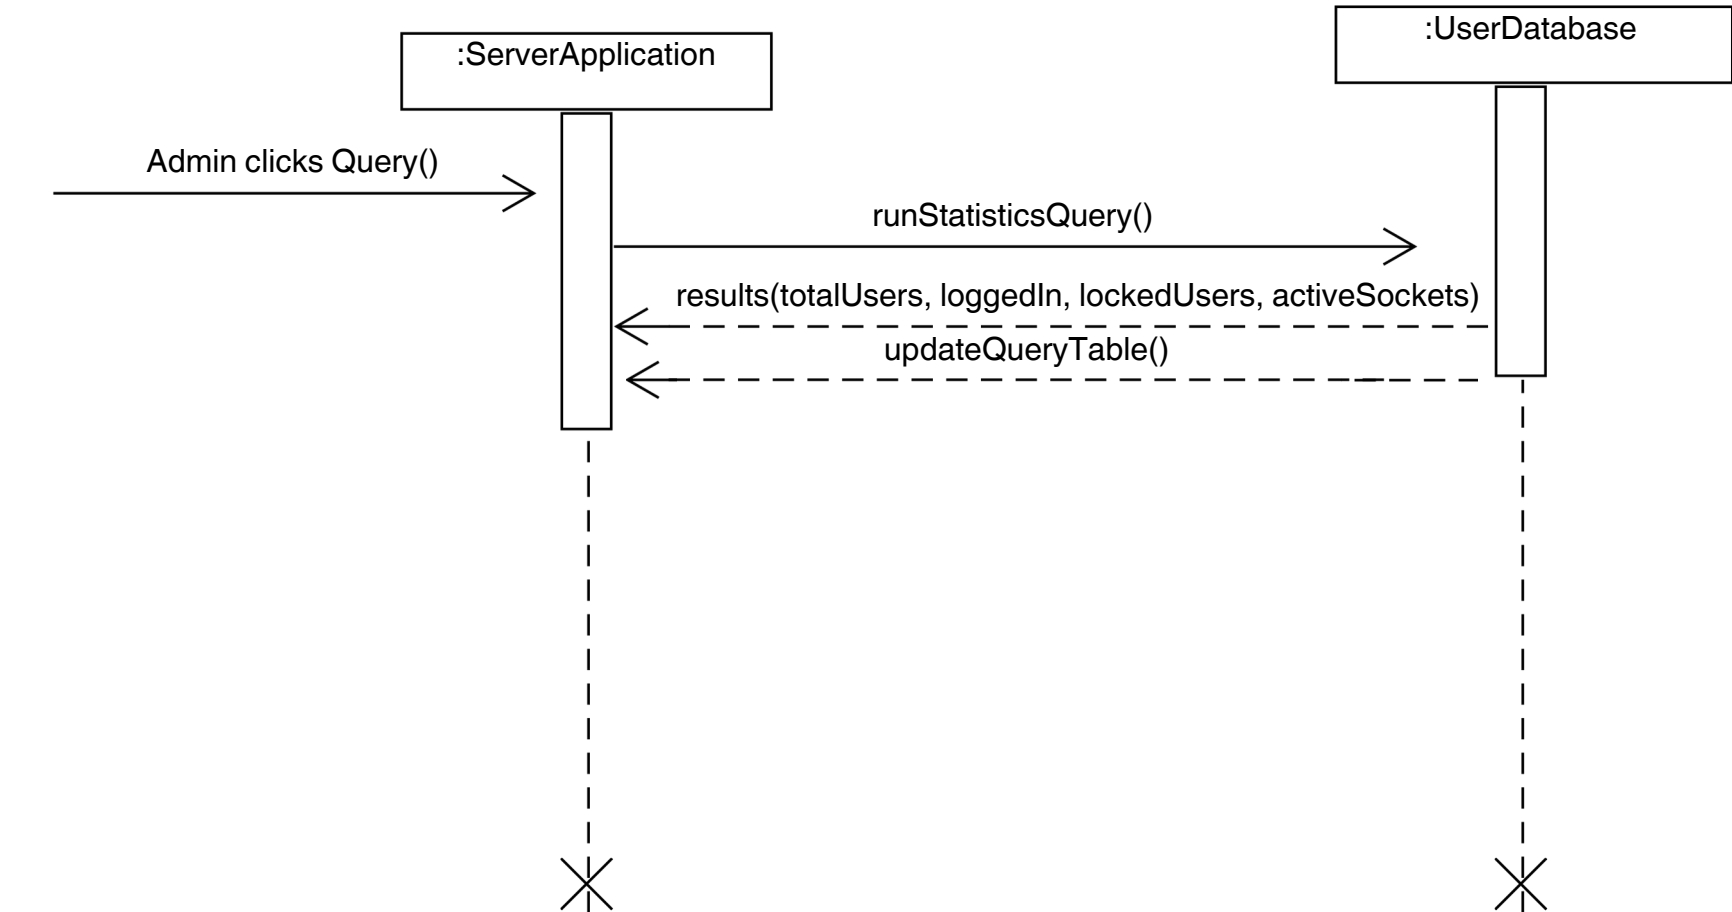 :UserDatabase
:ServerApplication
Admin clicks Query()
runStatisticsQuery()
results(totalUsers, loggedIn, lockedUsers, activeSockets)
updateQueryTable()